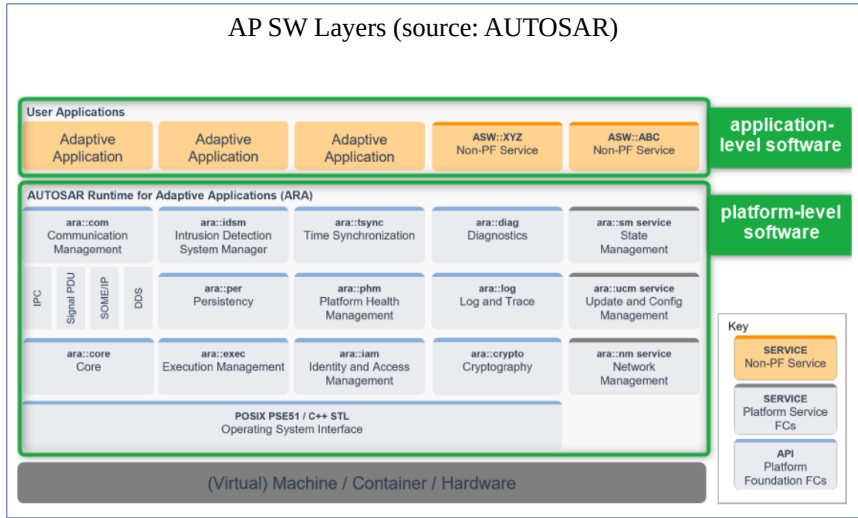 AP SW Layers (source: AUTOSAR)
User Applications
Adaptive
Application
Adaptive
Application
Adaptive
Application
ASW::XYZ
Non-PF Service
ASW::ABC
Non-PF Service
application-
level software
AUTOSAR Runtime for Adaptive Applications (ARA)
platform-level
software
ara::com
Communication
Management
ara::idsm
Intrusion Detection
System Manager
ara::tsync
Time Synchronization
ara::diag
Diagnostics
ara::sm service
State
Management
IPC
Signal PDU
SOME/IP
DDS
ara::per
Persistency
ara::phm
Platform Health
Management
ara::log
Log and Trace
ara::ucm service
Update and Config
Management
ara::core
Core
ara::exec
Execution Management
ara::iam
Identity and Access
Management
ara::crypto
Cryptography
ara::nm service
Network
Management
POSIX PSE51 / C++ STL
Operating System Interface
(Virtual) Machine / Container / Hardware
Key
SERVICE
Non-PF Service
SERVICE
Platform Service
FCs
API
Platform
Foundation FCs